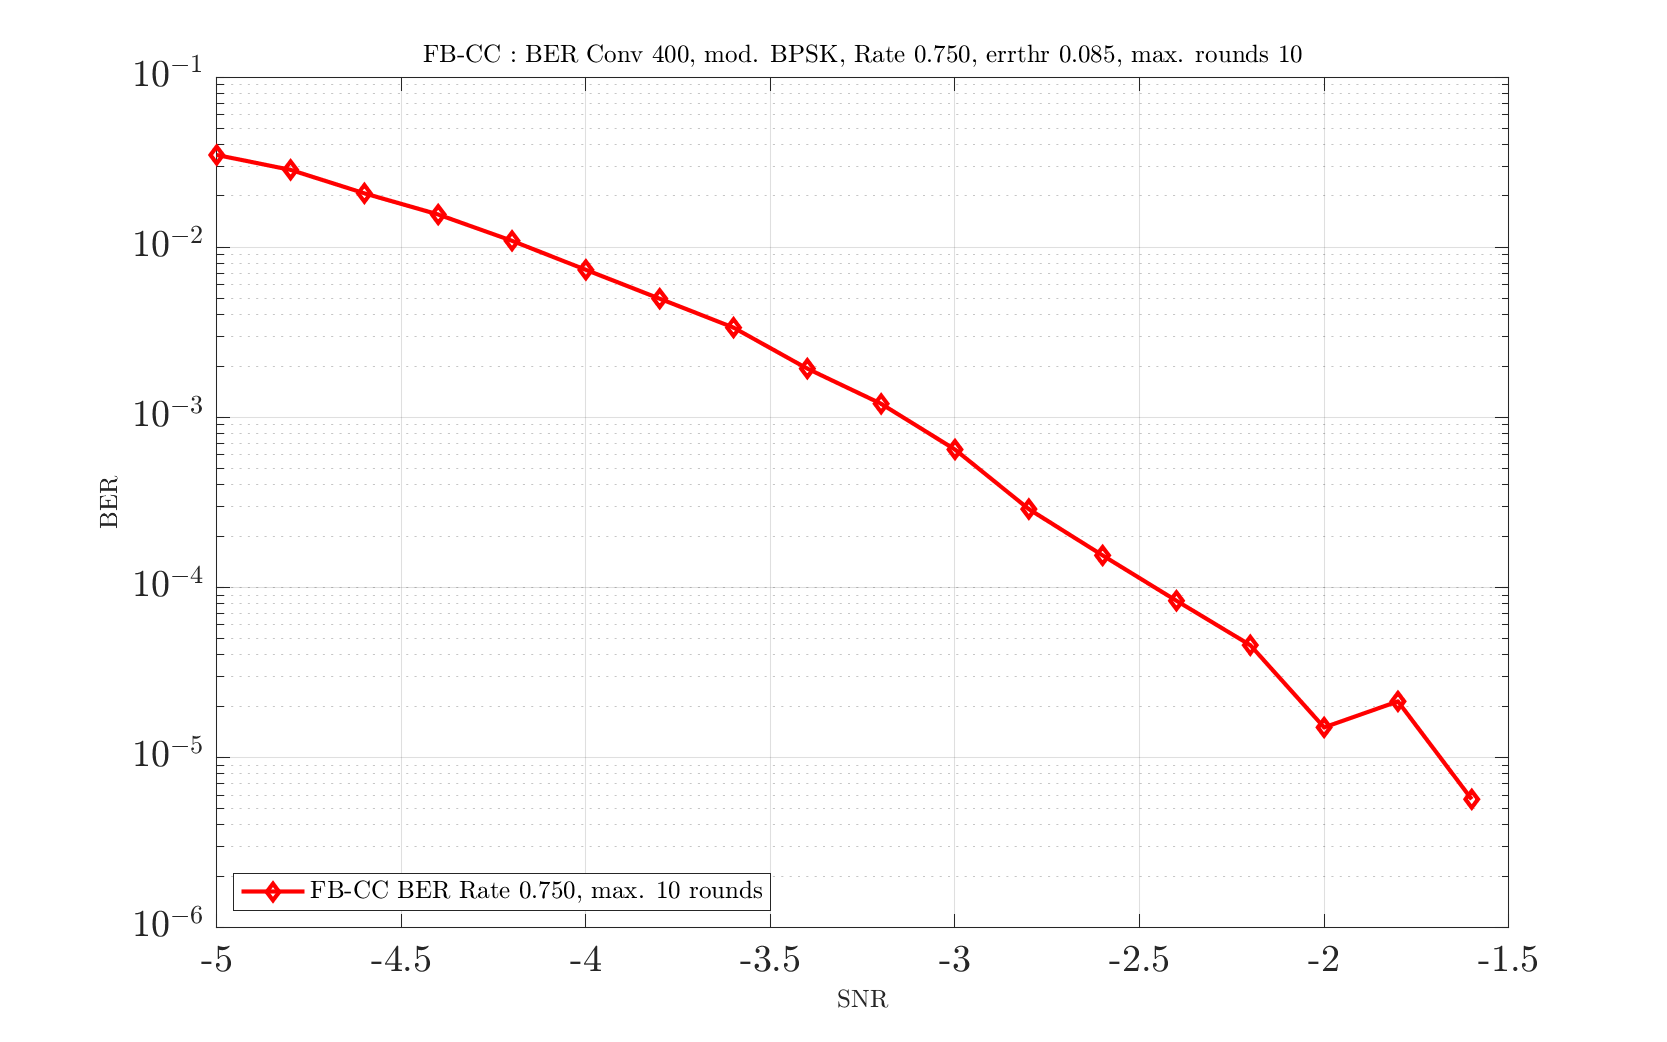 FB-CC : BER Conv 400, mod. BPSK, Rate 0.750, errthr 0.085, max. rounds 10
10^{-1}
10^{-2}
10^{-3}
10^{-4}
10^{-5}
10^{-6}
BER
FB-CC BER Rate 0.750, max. 10 rounds
-5 -4.5 -4 -3.5 -3 -2.5 -2 -1.5
SNR